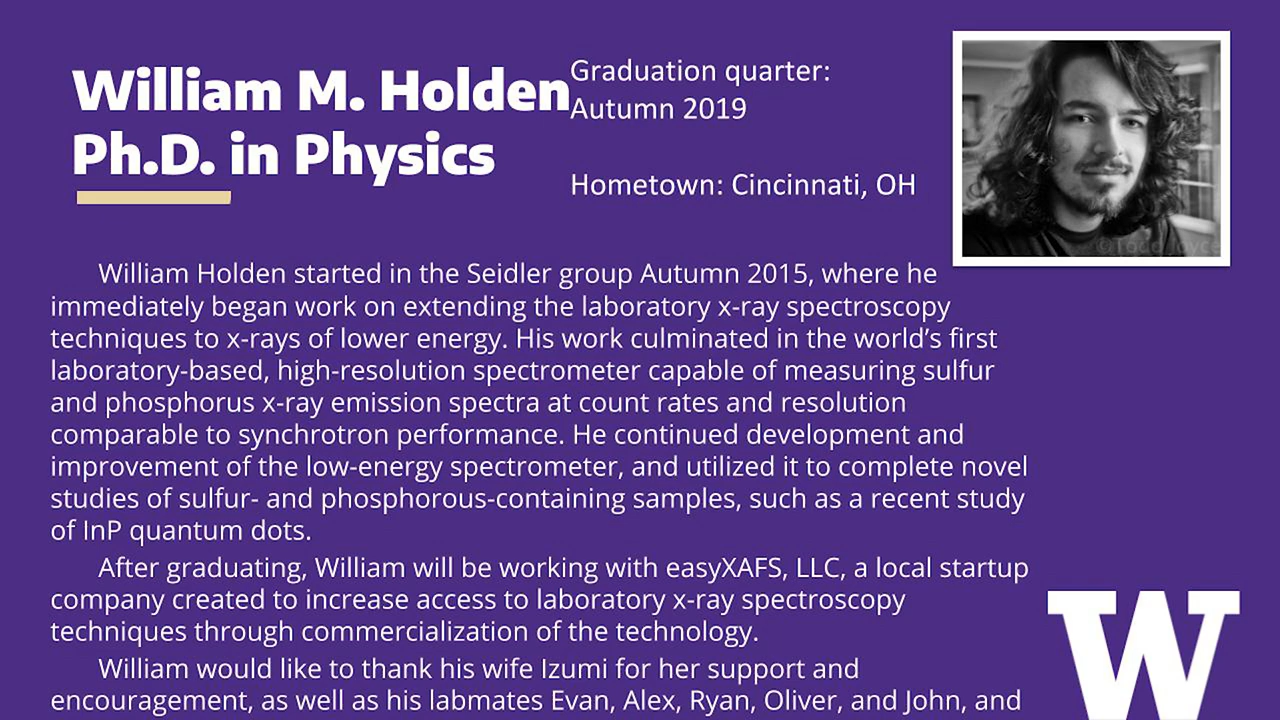 William M. Holden
Ph.D. in Physics
Graduation quarter:
Autumn 2019
Hometown: Cincinnati, OH
©Todd Joyce
William Holden started in the Seidler group Autumn 2015, where he
immediately began work on extending the laboratory x-ray spectroscopy
techniques to x-rays of lower energy. His work culminated in the world’s first
laboratory-based, high-resolution spectrometer capable of measuring sulfur
and phosphorus x-ray emission spectra at count rates and resolution
comparable to synchrotron performance. He continued development and
improvement of the low-energy spectrometer, and utilized it to complete novel
studies of sulfur- and phosphorous-containing samples, such as a recent study
of InP quantum dots.
After graduating, William will be working with easyXAFS, LLC, a local startup
company created to increase access to laboratory x-ray spectroscopy
techniques through commercialization of the technology.
William would like to thank his wife Izumi for her support and
encouragement, as well as his labmates Evan, Alex, Ryan, Oliver, and John, and
W